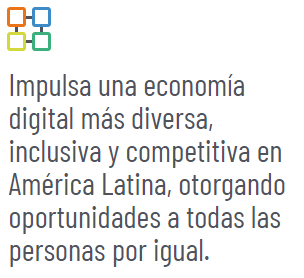 Impulsa una economía
digital más diversa,
inclusiva y competitiva en
América Latina, otorgando
oportunidades a todas las
personas por igual.